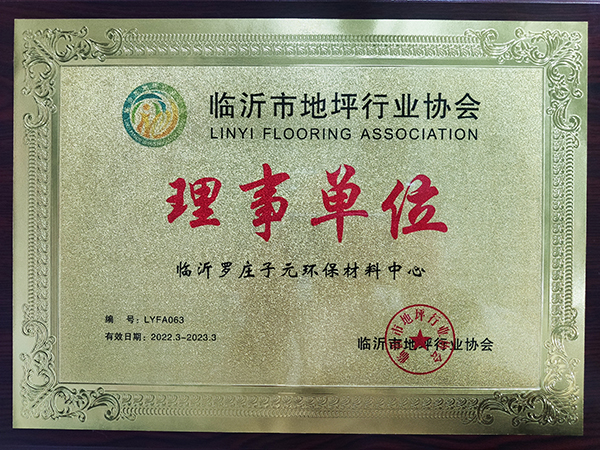 临沂市地坪行业协会
LINYI FLOORING ASSOCIATION
理事单位
临沂罗庄子元环保材料中心
编 号: LYFA063
有效日期: 2022.3-2023.3
临沂市地坪行业协会